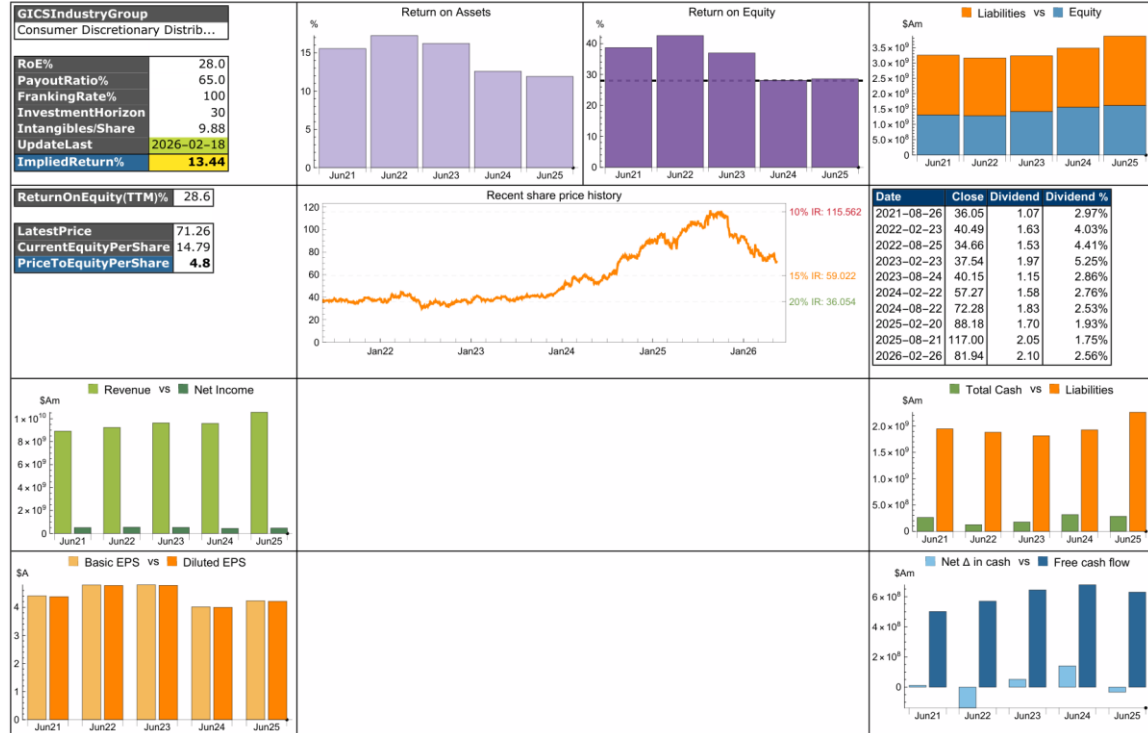 GICSIndustryGroup
Consumer Discretionary Distrib...
RoE% 28.0
PayoutRatio% 65.0
FrankingRate% 100
InvestmentHorizon 30
Intangibles/Share 9.88
UpdateLast 2026-02-18
ImpliedReturn% 13.44
Return on Assets
%
15
10
5
0
Jun21 Jun22 Jun23 Jun24 Jun25
Return on Equity
%
40
30
20
10
0
Jun21 Jun22 Jun23 Jun24 Jun25
Liabilities vs Equity
$Am
3.5×10⁹
3.0×10⁹
2.5×10⁹
2.0×10⁹
1.5×10⁹
1.0×10⁹
5.0×10⁸
0
Jun21 Jun22 Jun23 Jun24 Jun25
ReturnOnEquity(TTM)% 28.6
LatestPrice 71.26
CurrentEquityPerShare 14.79
PriceToEquityPerShare 4.8
Recent share price history
120
100
80
60
40
20
0
10% IR: 115.562
15% IR: 59.022
20% IR: 36.054
Jan22 Jan23 Jan24 Jan25 Jan26
Date Close Dividend Dividend %
2021-08-26 36.05 1.07 2.97%
2022-02-23 40.49 1.63 4.03%
2022-08-25 34.66 1.53 4.41%
2023-02-23 37.54 1.97 5.25%
2023-08-24 40.15 1.15 2.86%
2024-02-22 57.27 1.58 2.76%
2024-08-22 72.28 1.83 2.53%
2025-02-20 88.18 1.70 1.93%
2025-08-21 117.00 2.05 1.75%
2026-02-26 81.94 2.10 2.56%
Revenue vs Net Income
$Am
1×10¹⁰
8×10⁹
6×10⁹
4×10⁹
2×10⁹
0
Jun21 Jun22 Jun23 Jun24 Jun25
Total Cash vs Liabilities
$Am
2.0×10⁹
1.5×10⁹
1.0×10⁹
5.0×10⁸
0
Jun21 Jun22 Jun23 Jun24 Jun25
Basic EPS vs Diluted EPS
$A
4
3
2
1
0
Jun21 Jun22 Jun23 Jun24 Jun25
Net Δ in cash vs Free cash flow
$Am
6×10⁸
4×10⁸
2×10⁸
0
Jun21 Jun22 Jun23 Jun24 Jun25